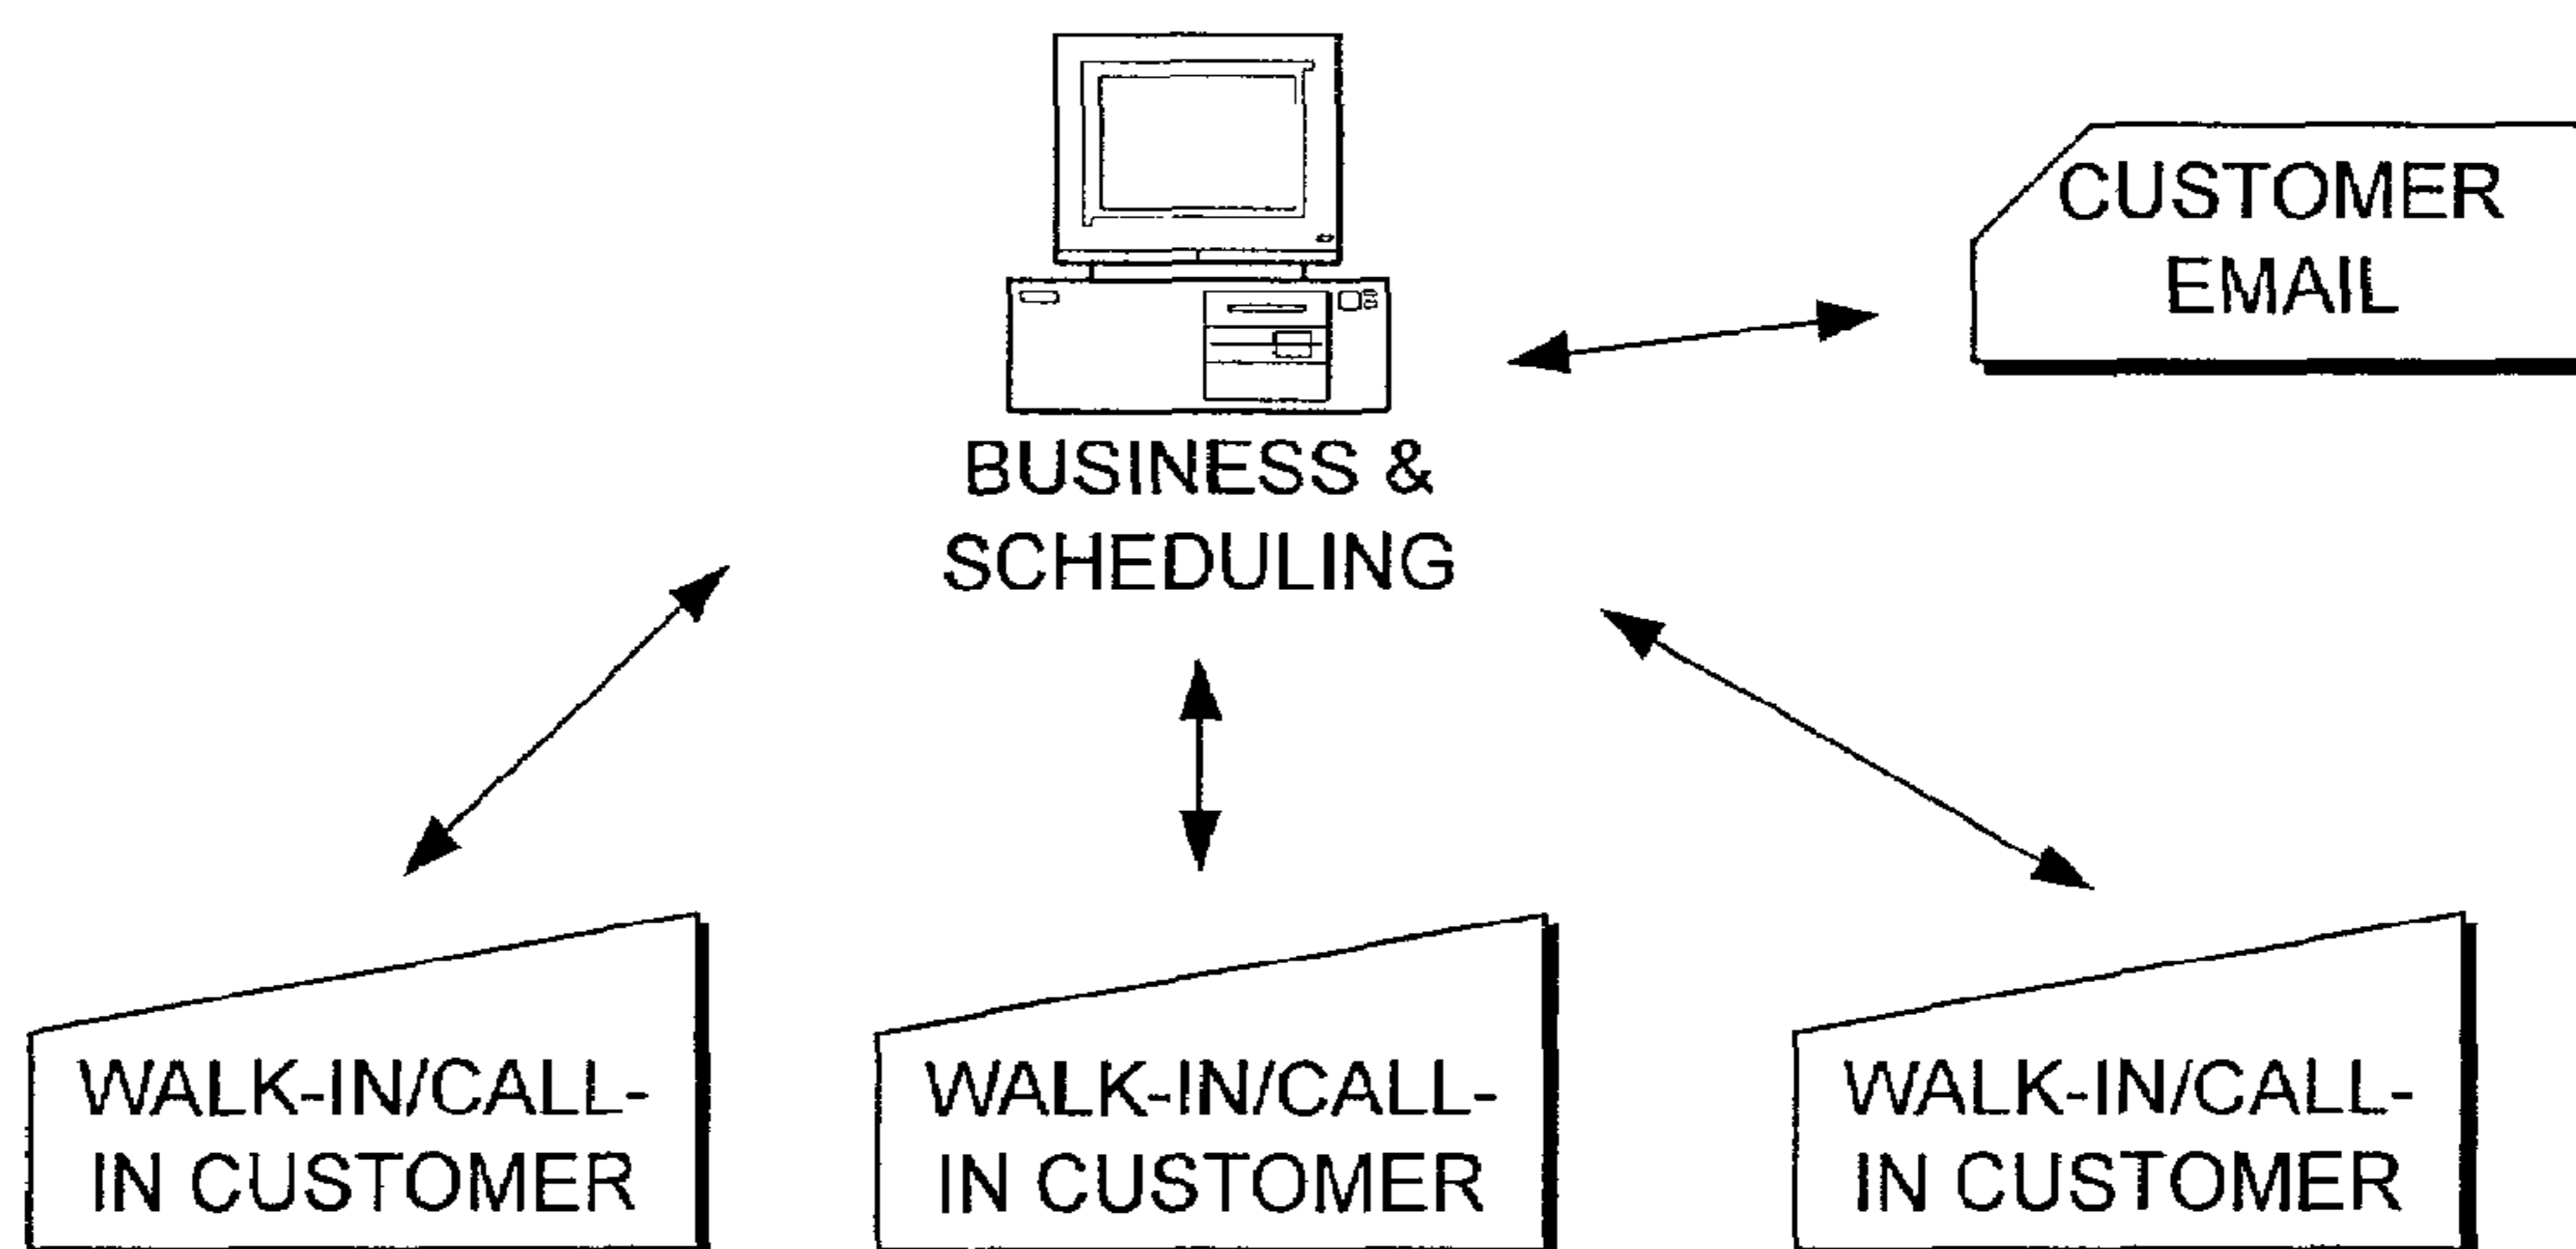 CUSTOMER
EMAIL
BUSINESS &
SCHEDULING
WALK-IN/CALL-
IN CUSTOMER
WALK-IN/CALL-
IN CUSTOMER
WALK-IN/CALL-
IN CUSTOMER